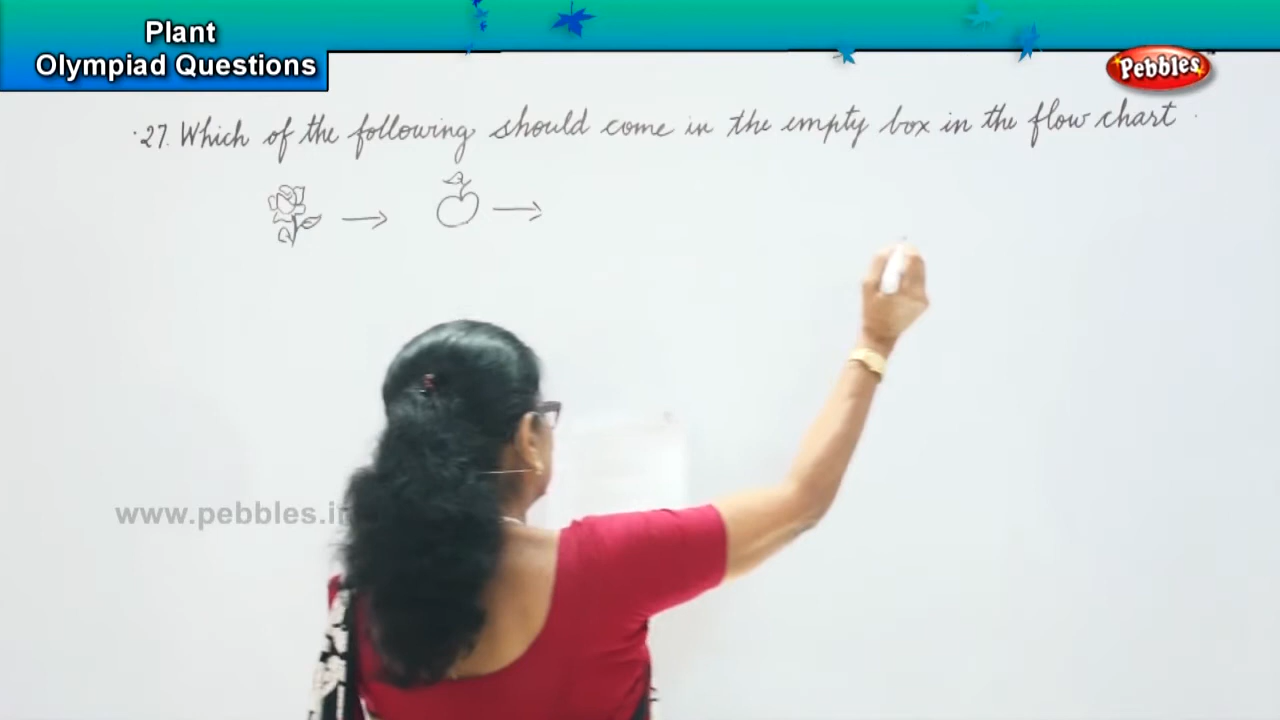 Plant
Olympiad Questions
Pebbles
27. Which of the following should come in the empty box in the flow chart
www.pebbles.in